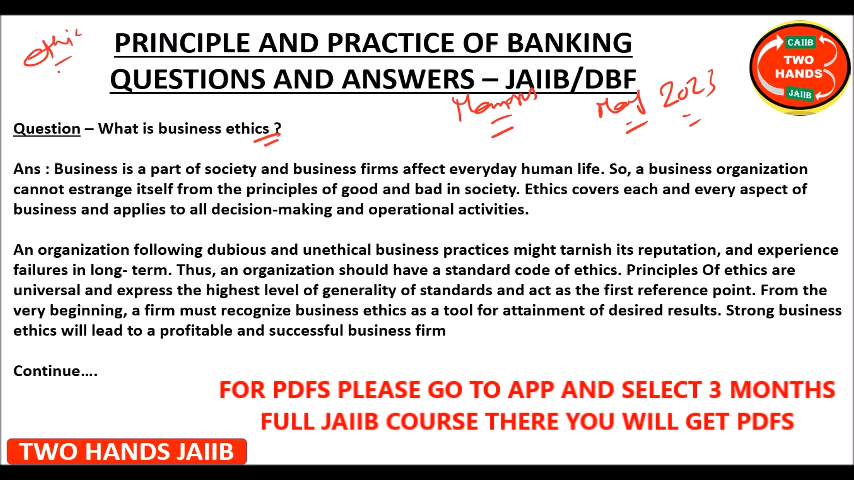 ethic
PRINCIPLE AND PRACTICE OF BANKING
QUESTIONS AND ANSWERS – JAIIB/DBF
CAIIB
TWO
HANDS
JAIIB
May 2023
Question – What is business ethics ?
Ans : Business is a part of society and business firms affect everyday human life. So, a business organization
cannot estrange itself from the principles of good and bad in society. Ethics covers each and every aspect of
business and applies to all decision-making and operational activities.
An organization following dubious and unethical business practices might tarnish its reputation, and experience
failures in long- term. Thus, an organization should have a standard code of ethics. Principles Of ethics are
universal and express the highest level of generality of standards and act as the first reference point. From the
very beginning, a firm must recognize business ethics as a tool for attainment of desired results. Strong business
ethics will lead to a profitable and successful business firm
Continue….
FOR PDFS PLEASE GO TO APP AND SELECT 3 MONTHS
FULL JAIIB COURSE THERE YOU WILL GET PDFS
TWO HANDS JAIIB